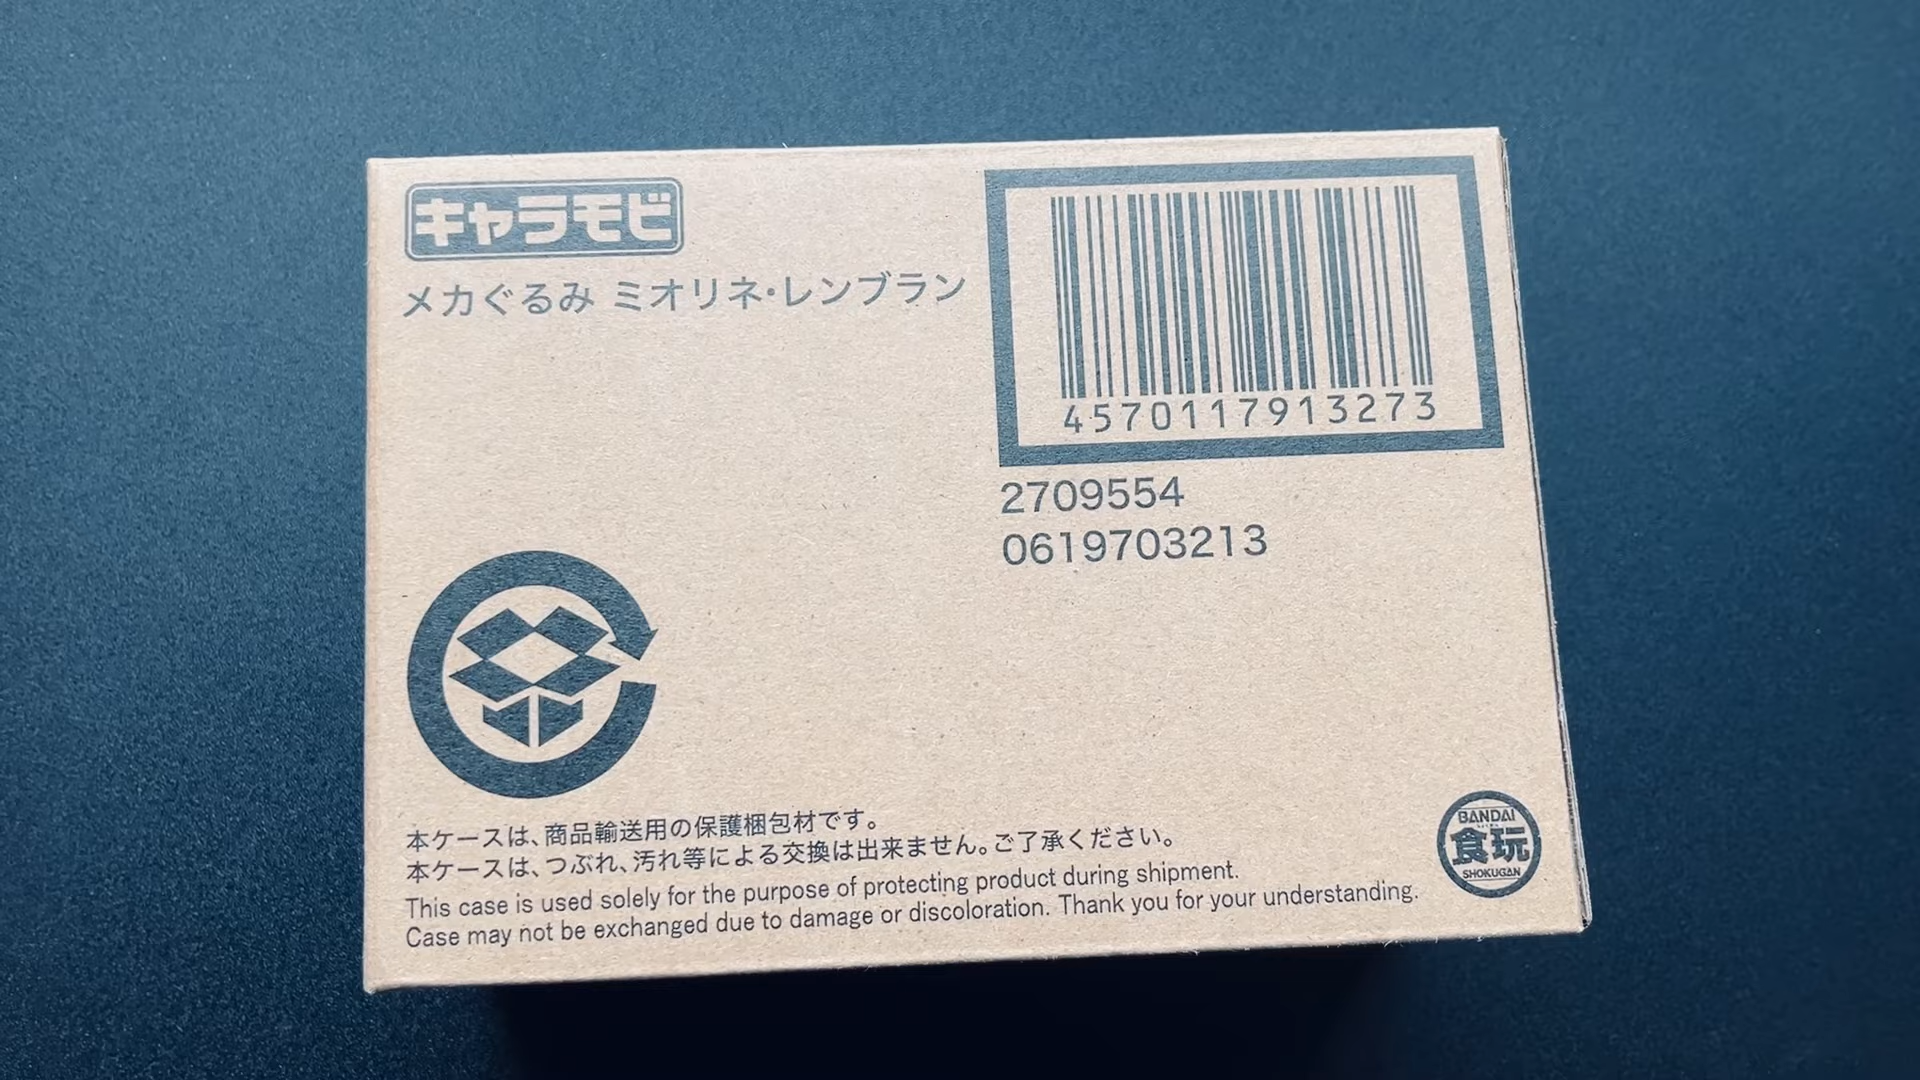 キャラモビ
メカぐるみ ミオリネ･レンブラン
4570117913273
2709554
0619703213
本ケースは、商品輸送用の保護梱包材です。
本ケースは、つぶれ、汚れ等による交換は出来ません。ご了承ください。
This case is used solely for the purpose of protecting product during shipment.
Case may not be exchanged due to damage or discoloration. Thank you for your understanding.
BANDAI
食玩
SHOKUGAN